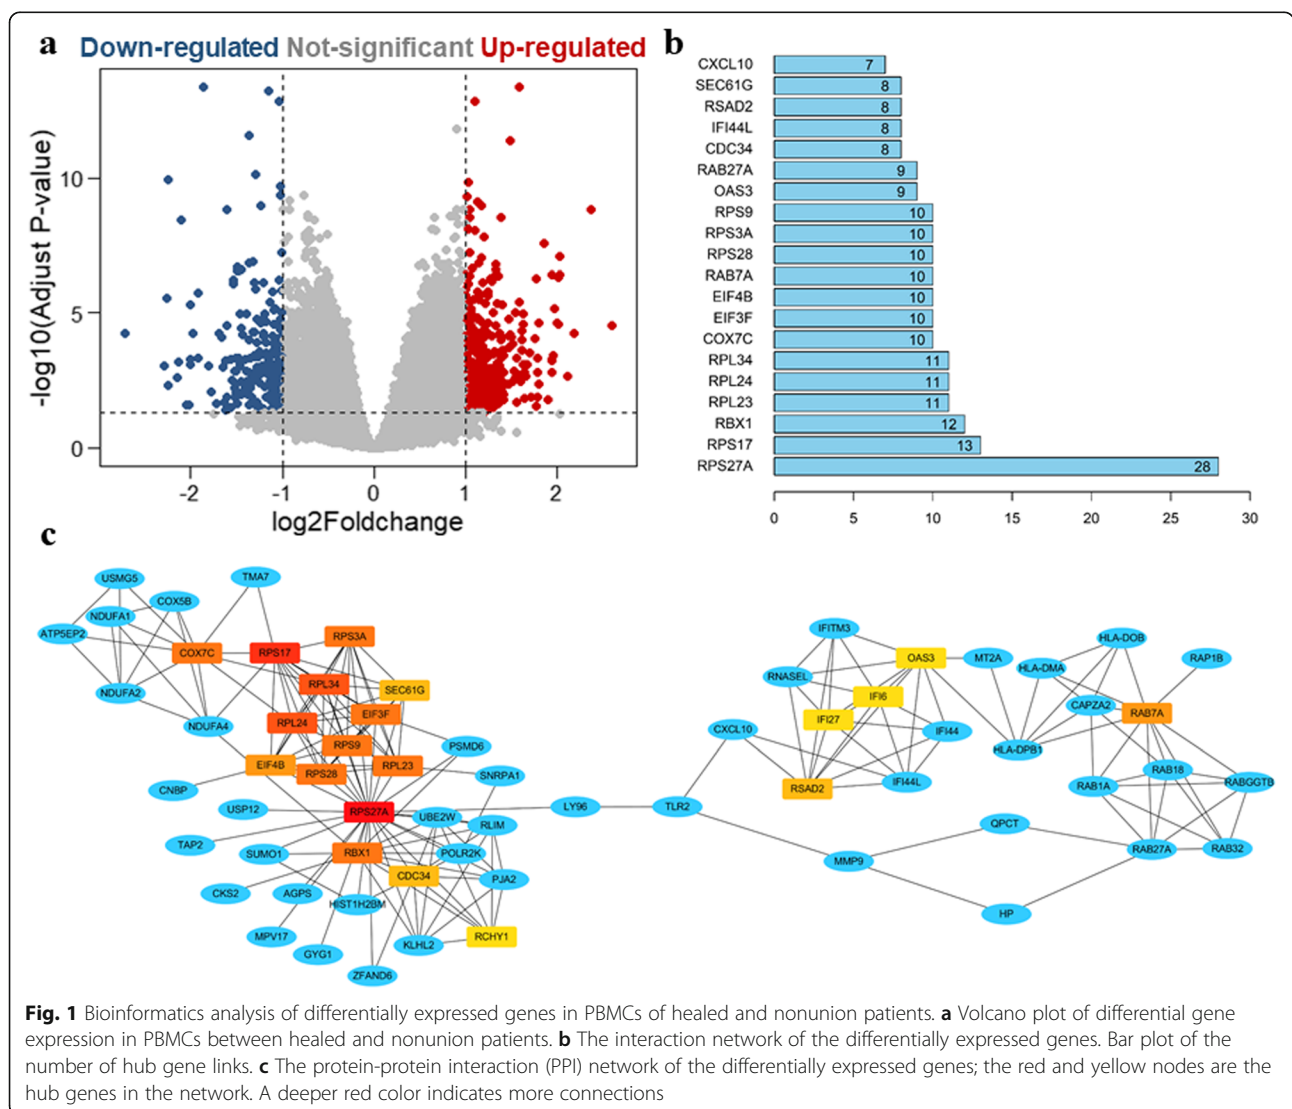 a
Down-regulated Not-significant Up-regulated
-log10(Adjust P-value)
10
5
0
-2 -1 0 1 2
log2Foldchange
b
CXCL10 7
SEC61G 8
RSAD2 8
IFI44L 8
CDC34 8
RAB27A 9
OAS3 9
RPS9 10
RPS3A 10
RPS28 10
RAB7A 10
EIF4B 10
EIF3F 10
COX7C 10
RPL34 11
RPL24 11
RPL23 11
RBX1 12
RPS17 13
RPS27A 28
0 5 10 15 20 25 30
c
USMG5
TMA7
COX5B
NDUFA1
ATP5EP2
COX7C
RPS17
RPS3A
RPL34
SEC61G
NDUFA2
NDUFA4
RPL24
EIF3F
RPS9
PSMD6
EIF4B
RPS28
RPL23
SNRPA1
CNBP
USP12
RPS27A
UBE2W
RLIM
TAP2
SUMO1
RBX1
POLR2K
CDC34
PJA2
CKS2
AGPS
HIST1H2BM
MPV17
GYG1
KLHL2
RCHY1
ZFAND6
LY96
TLR2
CXCL10
IFITM3
RNASEL
OAS3
MT2A
IFI6
IFI27
IFI44
RSAD2
IFI44L
HLA-DOB
HLA-DMA
RAP1B
CAPZA2
RAB7A
HLA-DPB1
RAB18
RAB1A
RABGGTB
QPCT
MMP9
RAB27A
RAB32
HP
Fig. 1 Bioinformatics analysis of differentially expressed genes in PBMCs of healed and nonunion patients. a Volcano plot of differential gene
expression in PBMCs between healed and nonunion patients. b The interaction network of the differentially expressed genes. Bar plot of the
number of hub gene links. c The protein-protein interaction (PPI) network of the differentially expressed genes; the red and yellow nodes are the
hub genes in the network. A deeper red color indicates more connections